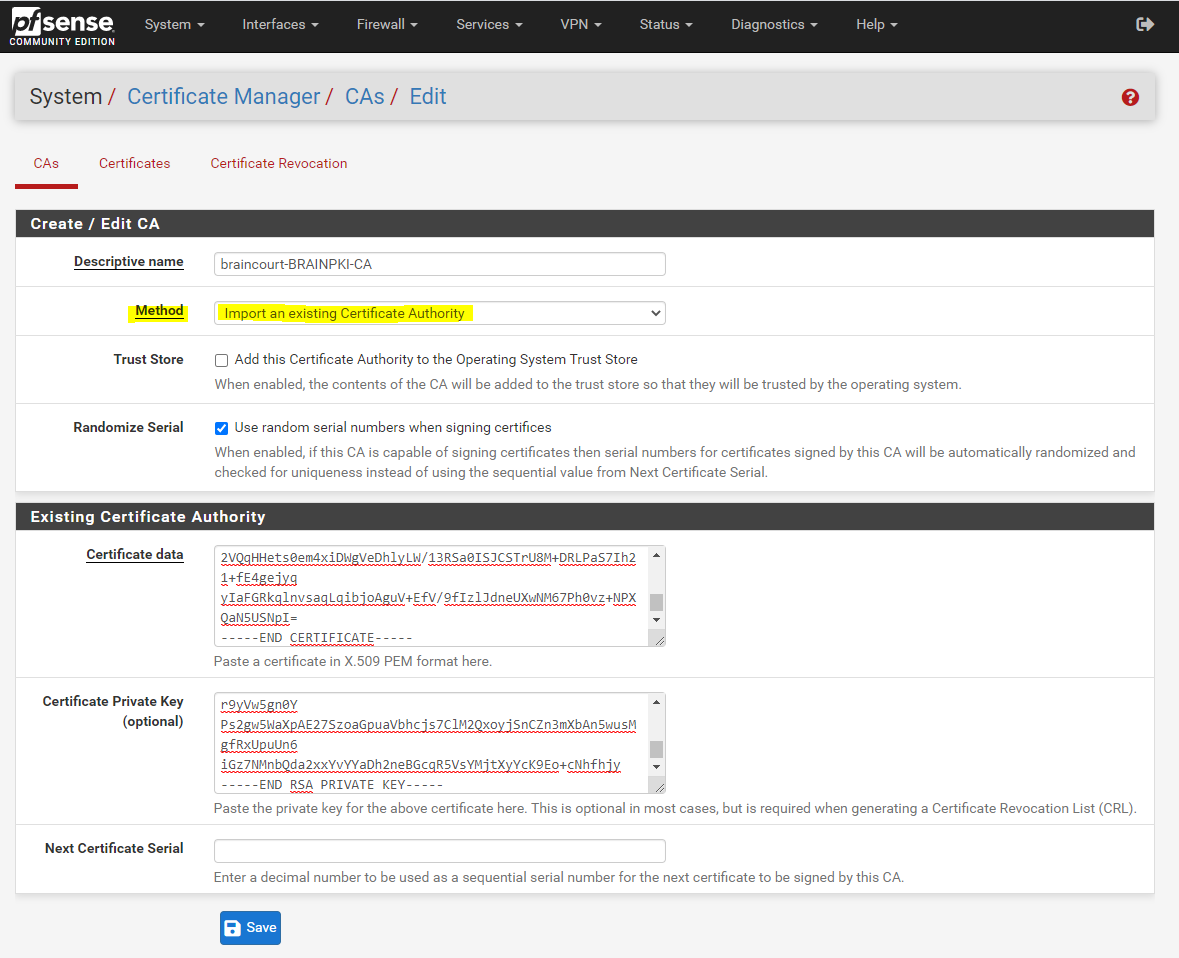 pfsense
COMMUNITY EDITION
System
Interfaces
Firewall
Services
VPN
Status
Diagnostics
Help
System / Certificate Manager / CAs / Edit
?
CAs
Certificates
Certificate Revocation
Create / Edit CA
Descriptive name
braincourt-BRAINPKI-CA
Method
Import an existing Certificate Authority
Trust Store
Add this Certificate Authority to the Operating System Trust Store
When enabled, the contents of the CA will be added to the trust store so that they will be trusted by the operating system.
Randomize Serial
Use random serial numbers when signing certifices
When enabled, if this CA is capable of signing certificates then serial numbers for certificates signed by this CA will be automatically randomized and
checked for uniqueness instead of using the sequential value from Next Certificate Serial.
Existing Certificate Authority
Certificate data
2VQqHHets0em4xiDWgVeDhlyLW/13RSa0ISJCSTrU8M+DRLPaS7Ih2
1+fE4gejyq
yIaFGRkqlnvsaqLqibjoAguV+EfV/9fIzlJdneUXwNM67Ph0vz+NPX
QaN5USNpI=
-----END CERTIFICATE-----
Paste a certificate in X.509 PEM format here.
Certificate Private Key
(optional)
r9yVw5gn0Y
Ps2gw5WaXpAE27SzoaGpuaVbhcjs7ClM2QxoyjSnCZn3mXbAn5wusM
gfRxUpuUn6
iGz7NMnbQda2xxYvYYaDh2neBGcqR5VsYMjtXyYcK9Eo+cNhfhjy
-----END RSA PRIVATE KEY-----
Paste the private key for the above certificate here. This is optional in most cases, but is required when generating a Certificate Revocation List (CRL).
Next Certificate Serial
Enter a decimal number to be used as a sequential serial number for the next certificate to be signed by this CA.
Save